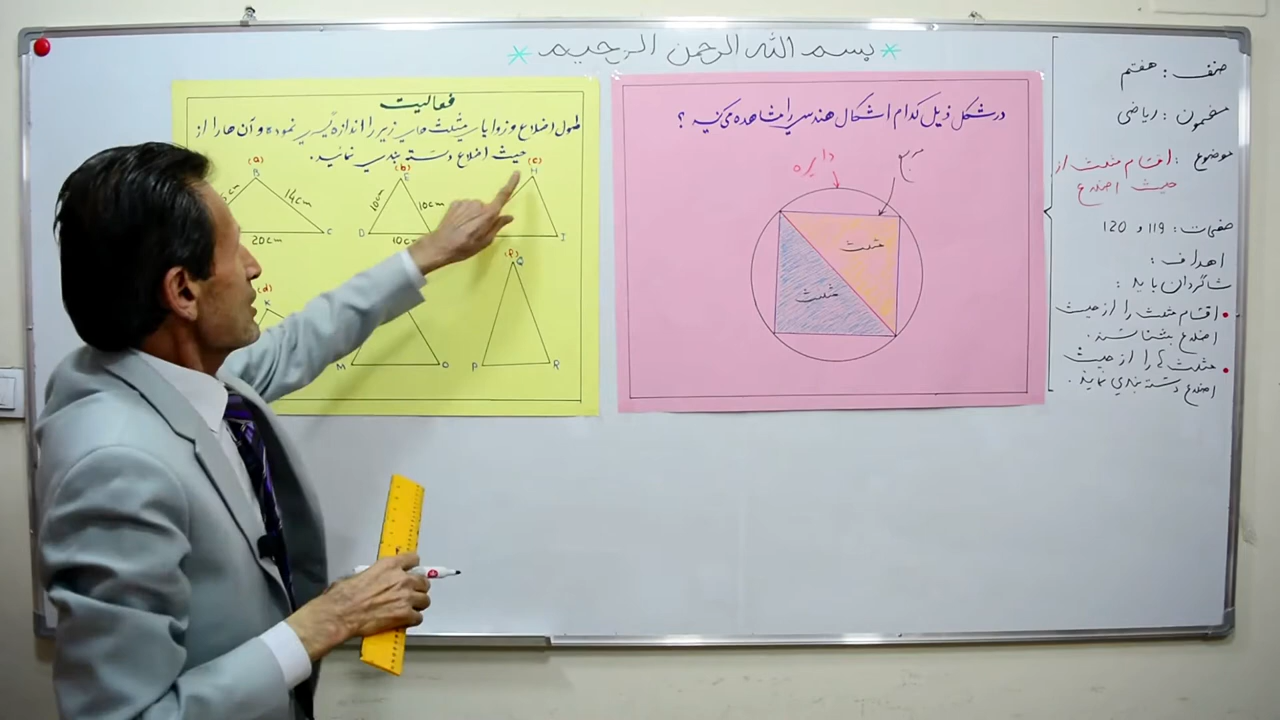 بسم الله الرحمن الرحیم
صنف : هفتم
مضمون : ریاضی
موضوع : اقسام مثلث از
حیث اضلاع
صفحات : 119 و 120
اهداف :
شاگردان باید :
اقسام مثلث را از حیث
اضلاع بشناسند.
مثلث ها را از حیث
اضلاع دسته بندی نمایند.
در شکل ذیل کدام اشکال هندسی را مشاهده می کنید ؟
دایره
مربع
مثلث
مثلث
فعالیت
طول اضلاع و زوایای مثلث های زیر را اندازه گیری نموده و آن ها را از
حیث اضلاع دسته بندی نمائید.
(a) (b) (c)
B E H
14cm 10cm 10cm
C D I
20cm 10cm
(d) (f)
K Q
M O P R